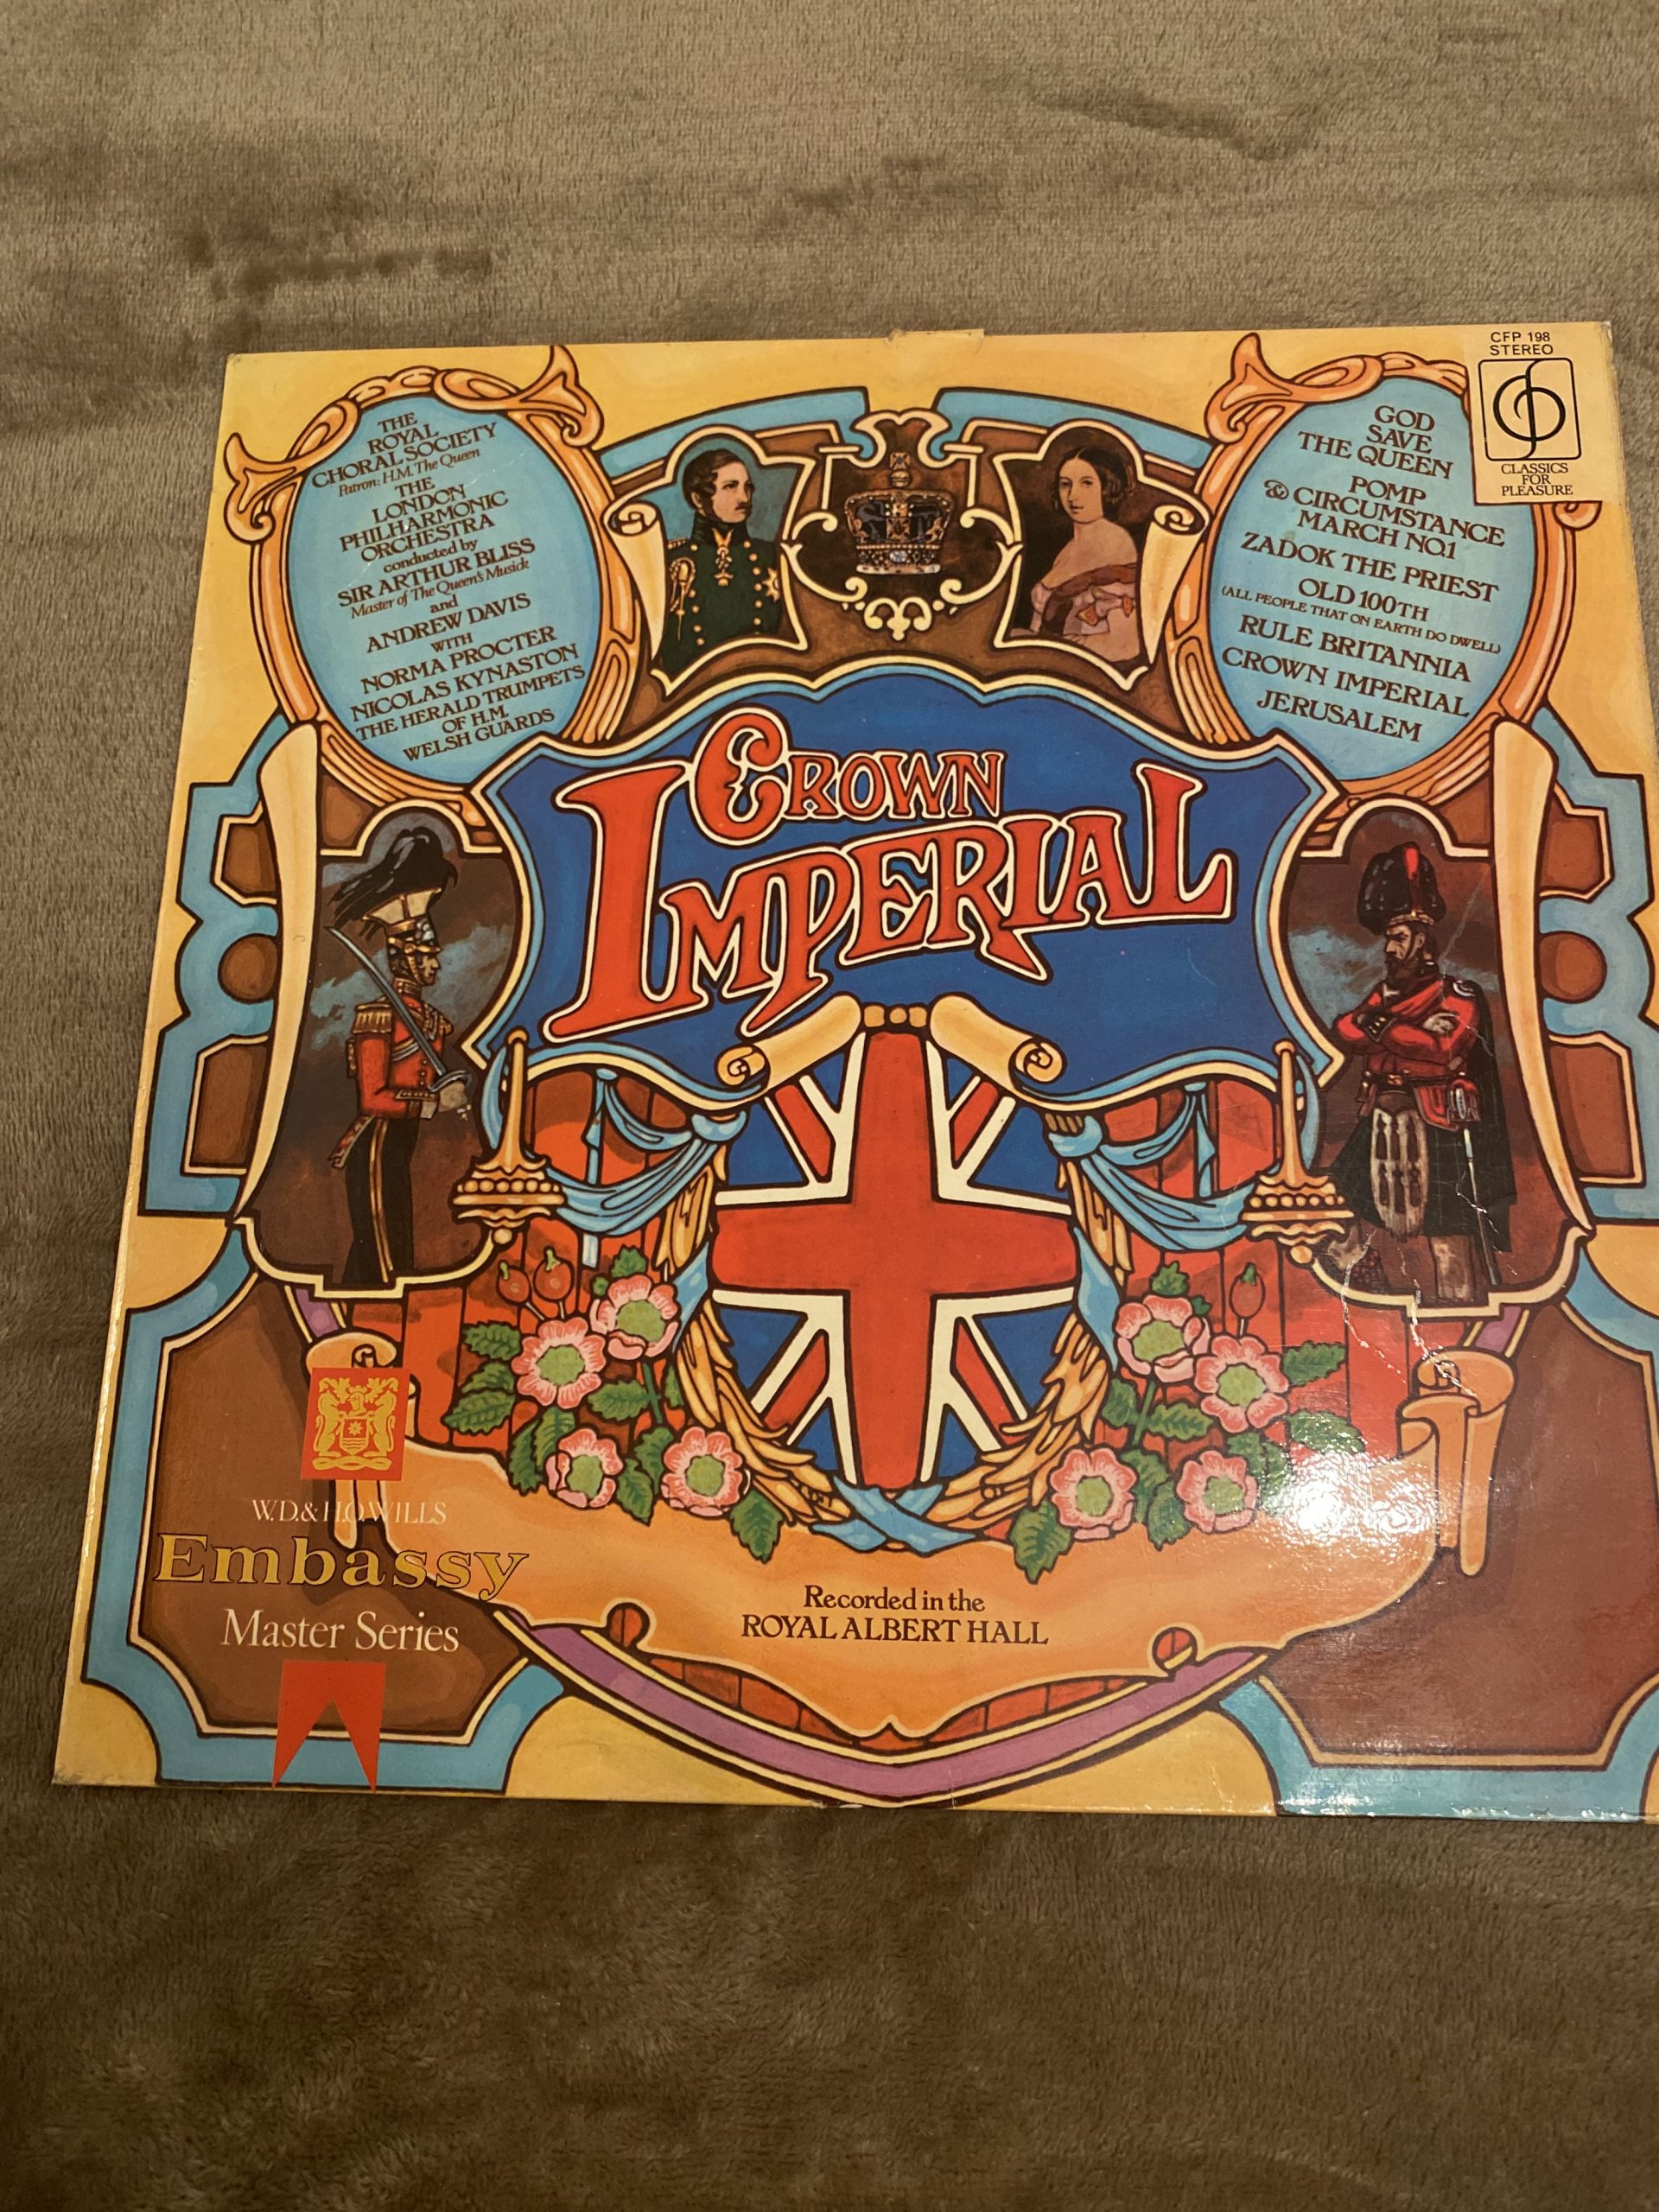 CFP 198
STEREO
CLASSICS
FOR
PLEASURE
THE
ROYAL
CHORAL SOCIETY
Patron: H.M. The Queen
THE
LONDON
PHILHARMONIC
ORCHESTRA
conducted by
SIR ARTHUR BLISS
Master of The Queen's Musick
and
ANDREW DAVIS
WITH
NORMA PROCTER
NICOLAS KYNASTON
THE HERALD TRUMPETS
OF H.M.
WELSH GUARDS
GOD
SAVE
THE QUEEN
POMP
& CIRCUMSTANCE
MARCH NO.1
ZADOK THE PRIEST
OLD 100TH
(ALL PEOPLE THAT ON EARTH DO DWELL)
RULE BRITANNIA
CROWN IMPERIAL
JERUSALEM
CROWN
IMPERIAL
W.D.& H.O.WILLS
Embassy
Master Series
Recorded in the
ROYAL ALBERT HALL